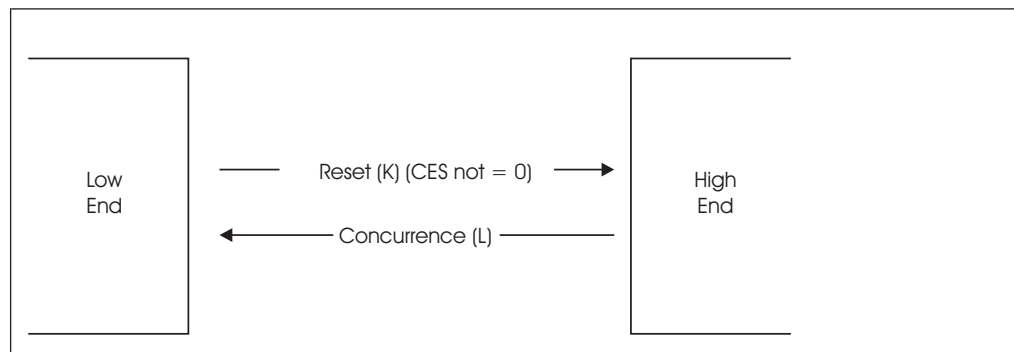 Low
End
Reset (K) (CES not = 0)
Concurrence (L)
High
End